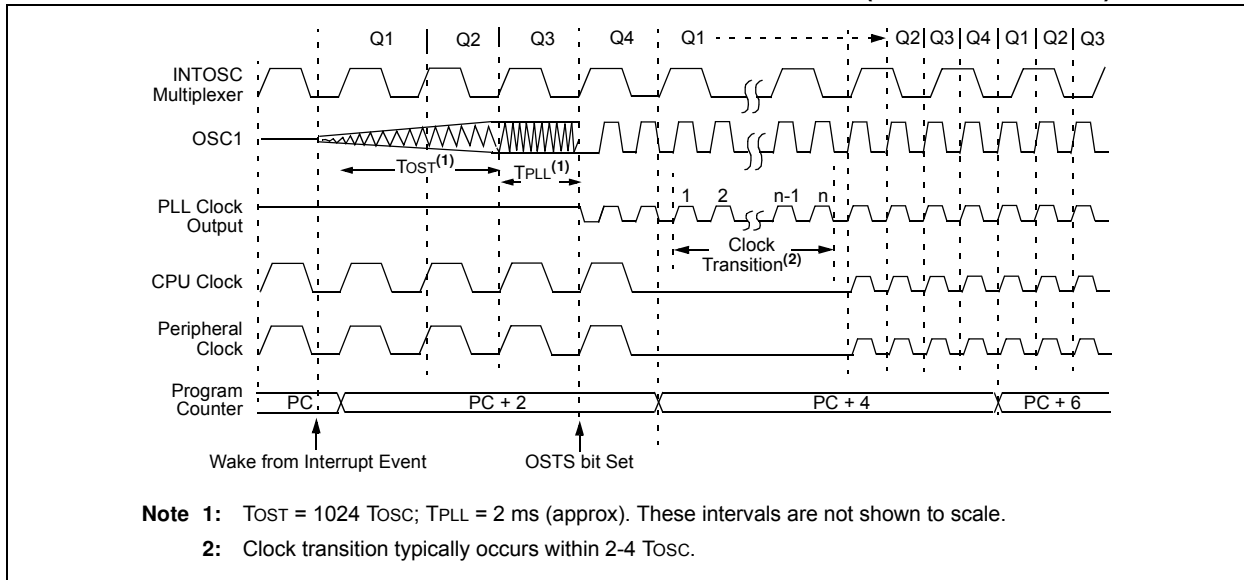 Q1 Q2 Q3 Q4 Q1 Q2 Q3 Q4 Q1 Q2 Q3
INTOSC
Multiplexer
OSC1
TOST(1)
TPLL(1)
1 2 n-1 n
PLL Clock
Output
Clock
Transition(2)
CPU Clock
Peripheral
Clock
Program
Counter
PC PC + 2 PC + 4 PC + 6
Wake from Interrupt Event
OSTS bit Set
Note 1: TOST = 1024 TOSC; TPLL = 2 ms (approx). These intervals are not shown to scale.
2: Clock transition typically occurs within 2-4 TOSC.